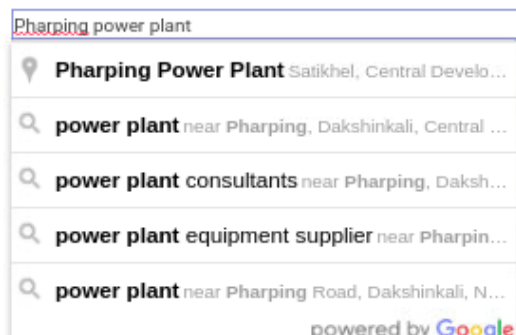 Pharping power plant
Pharping Power Plant Satikhel, Central Develo...
power plant near Pharping, Dakshinkali, Central ...
power plant consultants near Pharping, Daksh...
power plant equipment supplier near Pharpin...
power plant near Pharping Road, Dakshinkali, N...
powered by Google